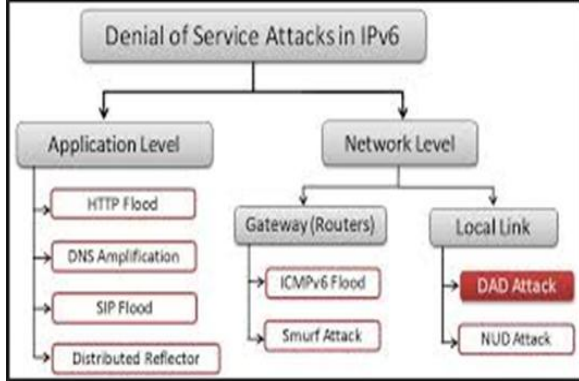 Denial of Service Attacks in IPv6
Application Level
HTTP Flood
DNS Amplification
SIP Flood
Distributed Reflector
Network Level
Gateway (Routers)
ICMPv6 Flood
Smurf Attack
Local Link
DAD Attack
NUD Attack